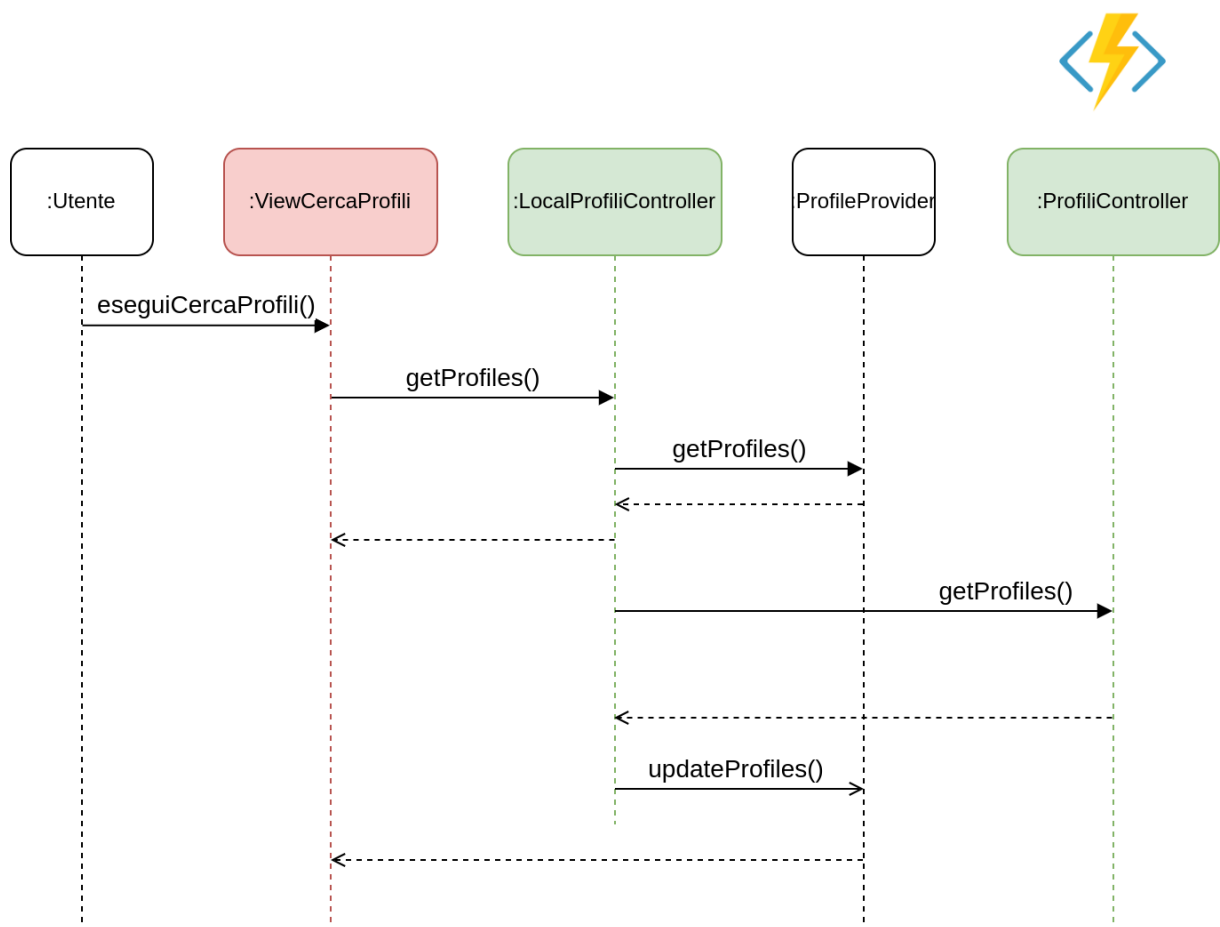 :Utente
:ViewCercaProfili
:LocalProfiliController
:ProfileProvider
:ProfiliController
eseguiCercaProfili()
getProfiles()
getProfiles()
getProfiles()
updateProfiles()